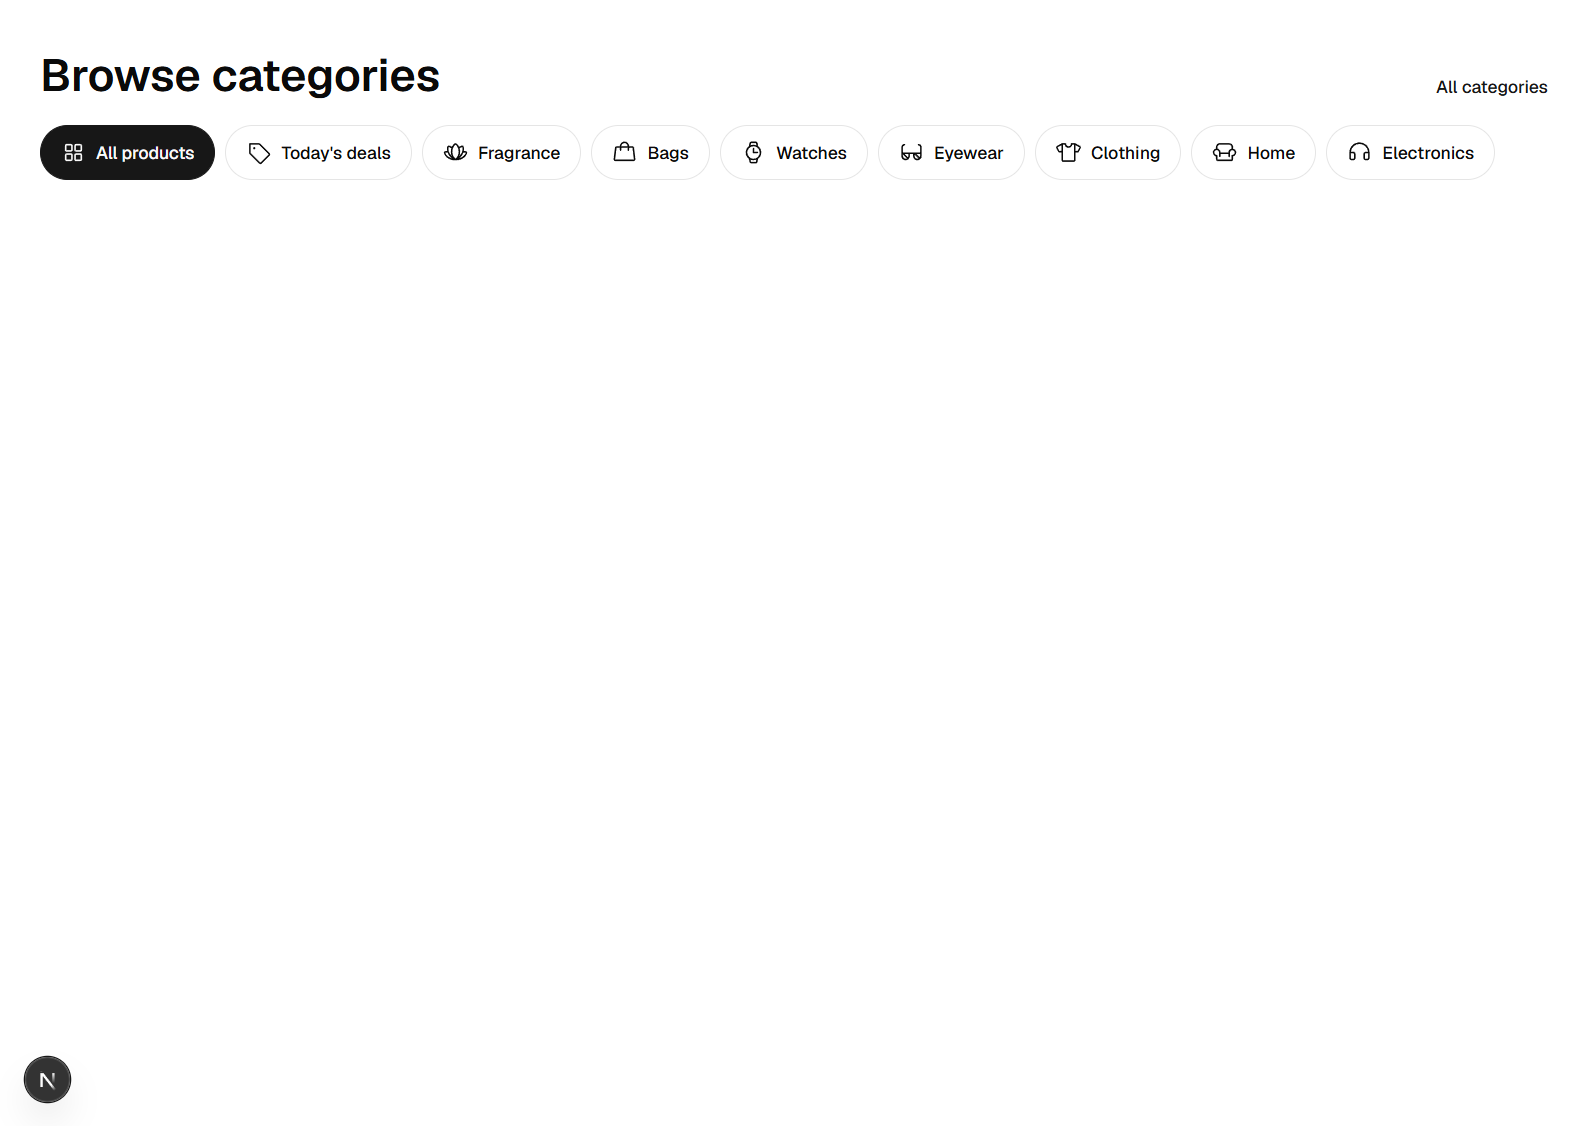 Browse categories
All categories
All products
Today's deals
Fragrance
Bags
Watches
Eyewear
Clothing
Home
Electronics
N